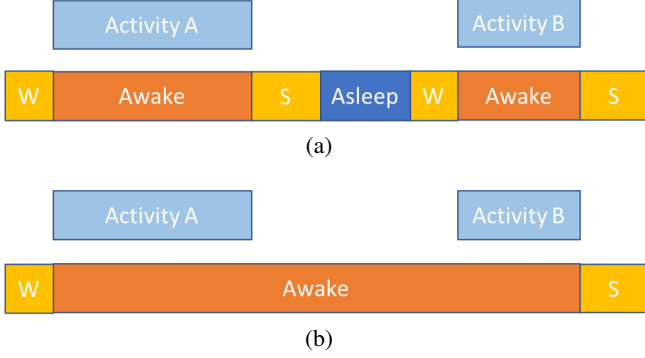 Activity A Activity B
W Awake S Asleep W Awake S
(a)
Activity A Activity B
W Awake S
(b)